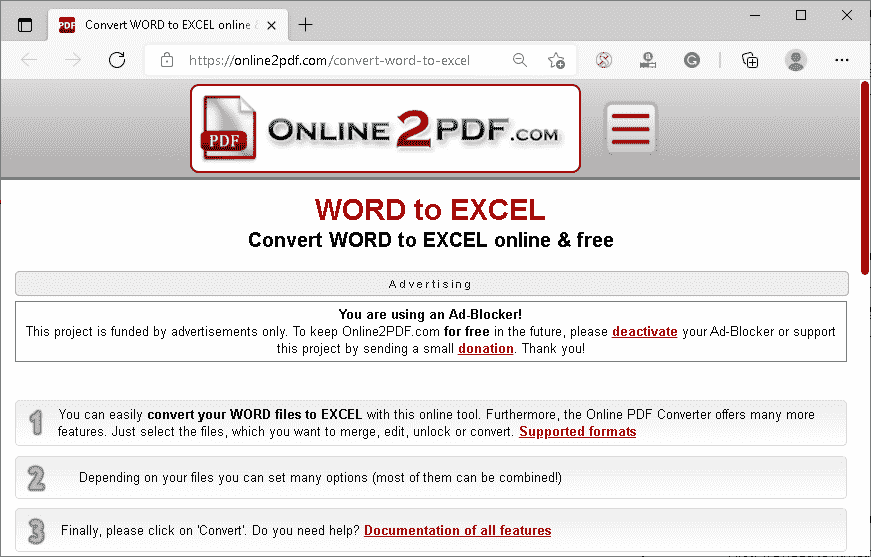 Convert WORD to EXCEL online &
https://online2pdf.com/convert-word-to-excel
PDF ONLINE2PDF.COM
WORD to EXCEL
Convert WORD to EXCEL online & free
Advertising
You are using an Ad-Blocker!
This project is funded by advertisements only. To keep Online2PDF.com for free in the future, please deactivate your Ad-Blocker or support
this project by sending a small donation. Thank you!
1 You can easily convert your WORD files to EXCEL with this online tool. Furthermore, the Online PDF Converter offers many more
features. Just select the files, which you want to merge, edit, unlock or convert. Supported formats
2 Depending on your files you can set many options (most of them can be combined!)
3 Finally, please click on 'Convert'. Do you need help? Documentation of all features